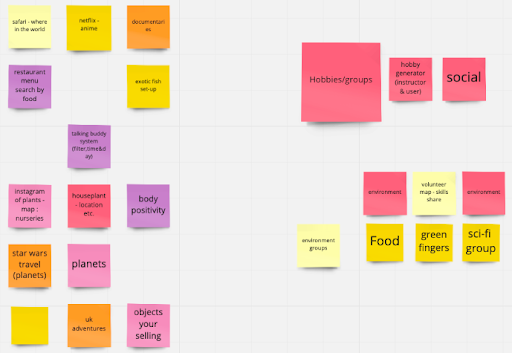 safari - where
in the world
netflix -
anime
documentari
es
restaurant
menu
search by
food
exotic fish
set-up
talking buddy
system
(filter,time&d
ay)
instagram
of plants -
map :
nurseries
houseplant
- location
etc.
body
positivity
star wars
travel
(planets)
planets
uk
adventures
objects
your
selling
Hobbies/groups
hobby
generator
(instructor
& user)
social
environment
volunteer
map - skills
share
environment
environment
groups
Food
green
fingers
sci-fi
group